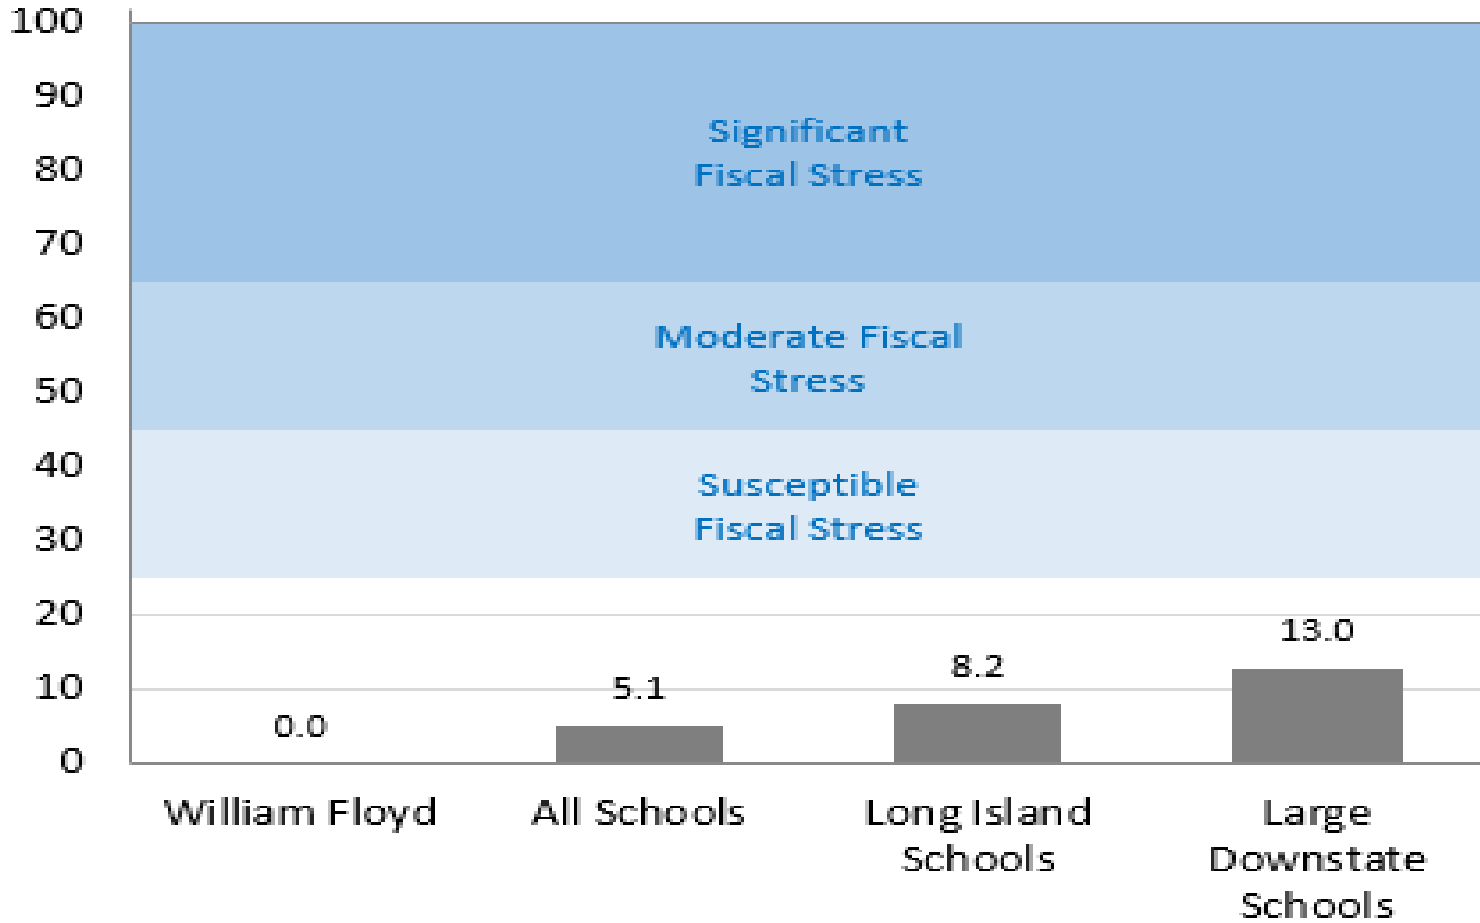 100
90
80
70
60
50
40
30
20
10
0
Significant
Fiscal Stress
Moderate Fiscal
Stress
Susceptible
Fiscal Stress
0.0
5.1
8.2
13.0
William Floyd
All Schools
Long Island
Schools
Large
Downstate
Schools